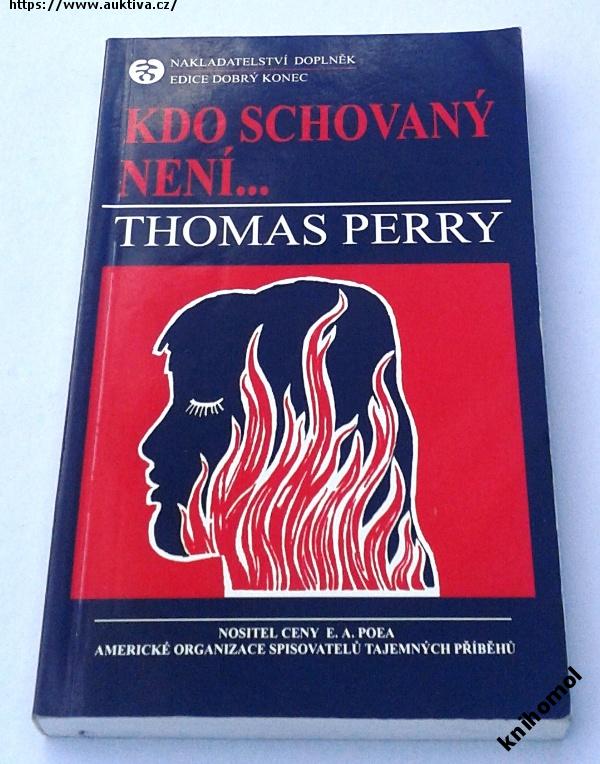 https://www.auktiva.cz/
NAKLADATELSTVÍ DOPLNĚK
EDICE DOBRÝ KONEC
KDO SCHOVANÝ
NENÍ...
THOMAS PERRY
NOSITEL CENY E. A. POEA
AMERICKÉ ORGANIZACE SPISOVATELŮ TAJEMNÝCH PŘÍBĚHŮ
knihomol